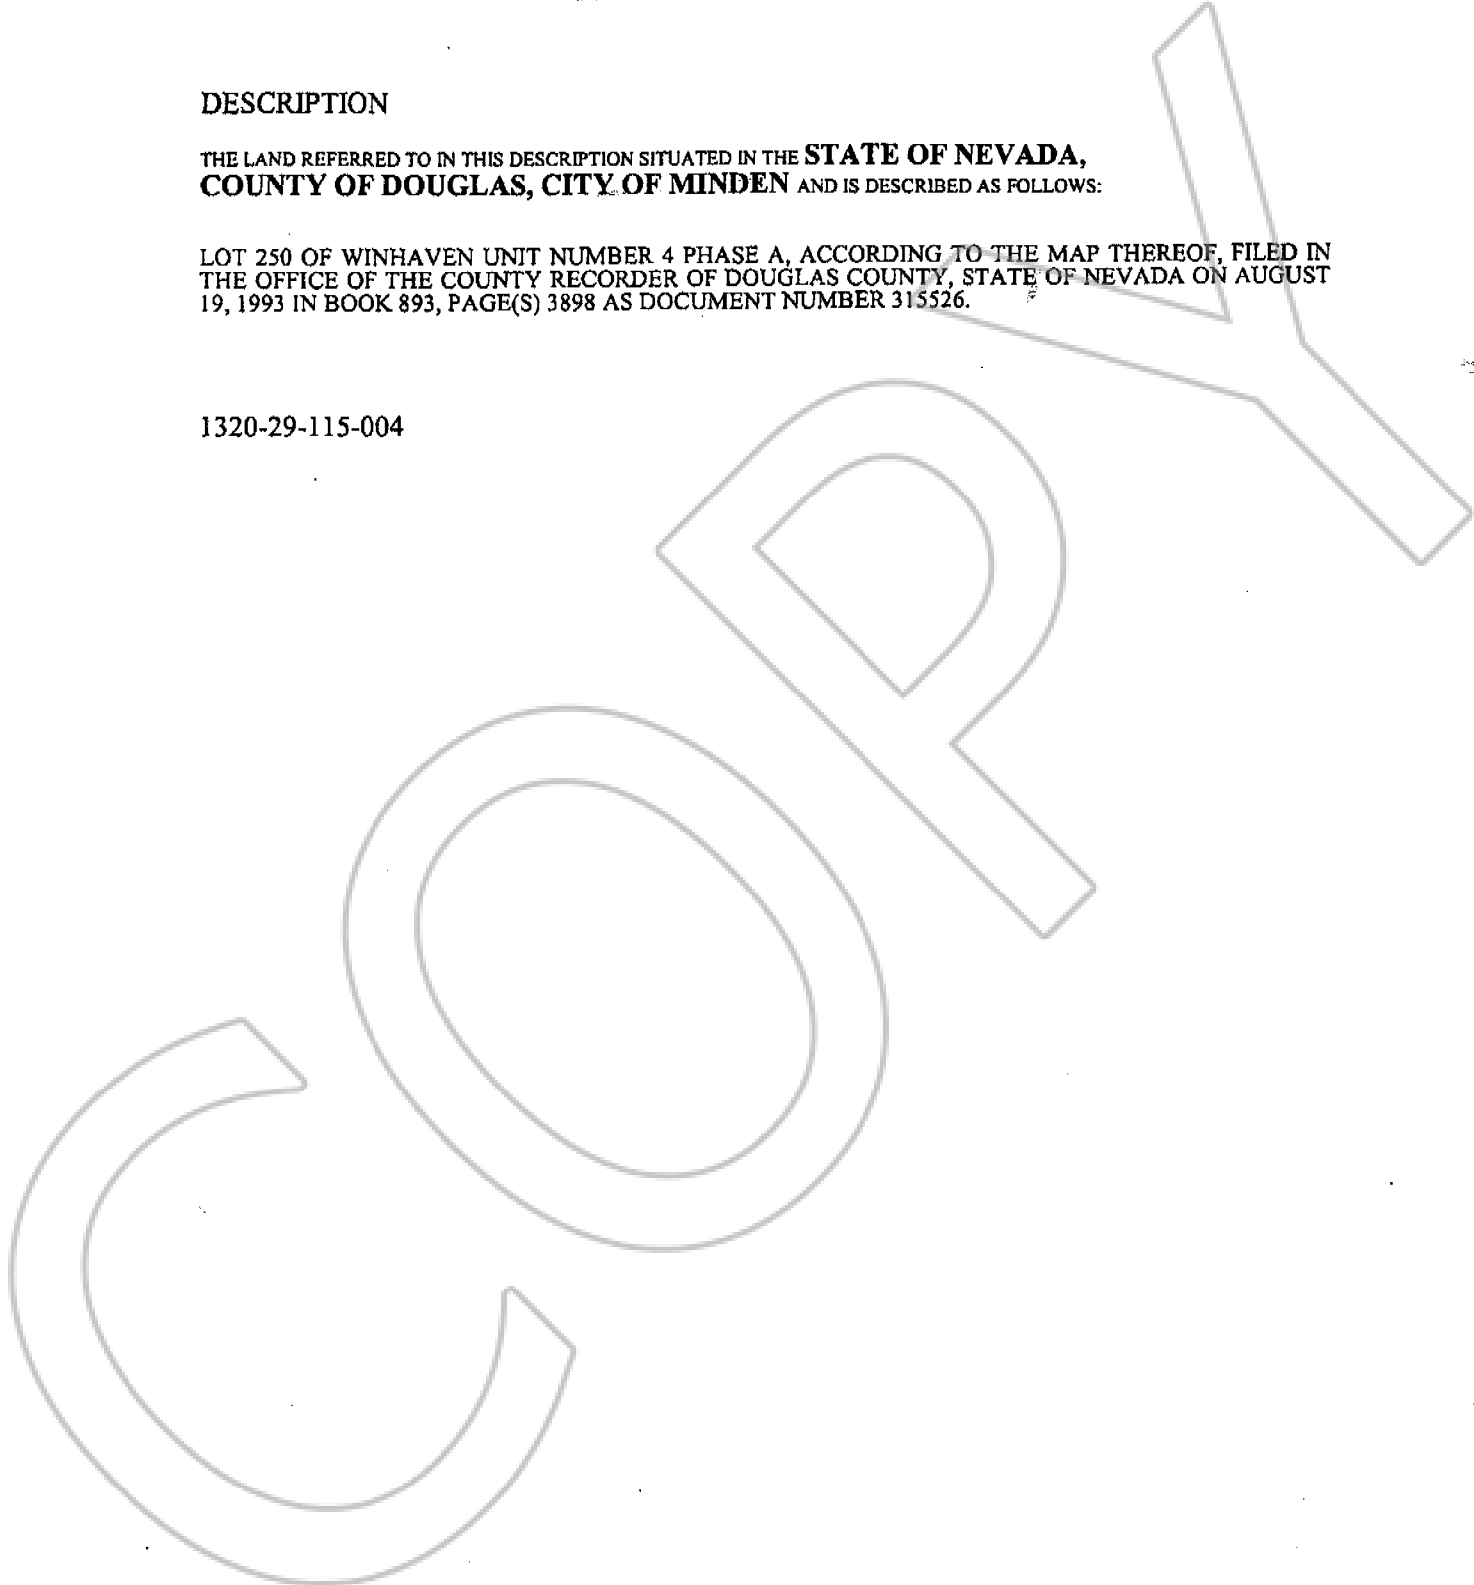 DESCRIPTION
THE LAND REFERRED TO IN THIS DESCRIPTION SITUATED IN THE STATE OF NEVADA,
COUNTY OF DOUGLAS, CITY OF MINDEN AND IS DESCRIBED AS FOLLOWS:
LOT 250 OF WINHAVEN UNIT NUMBER 4 PHASE A, ACCORDING TO THE MAP THEREOF, FILED IN
THE OFFICE OF THE COUNTY RECORDER OF DOUGLAS COUNTY, STATE OF NEVADA ON AUGUST
19, 1993 IN BOOK 893, PAGE(S) 3898 AS DOCUMENT NUMBER 315526.
1320-29-115-004
COPY